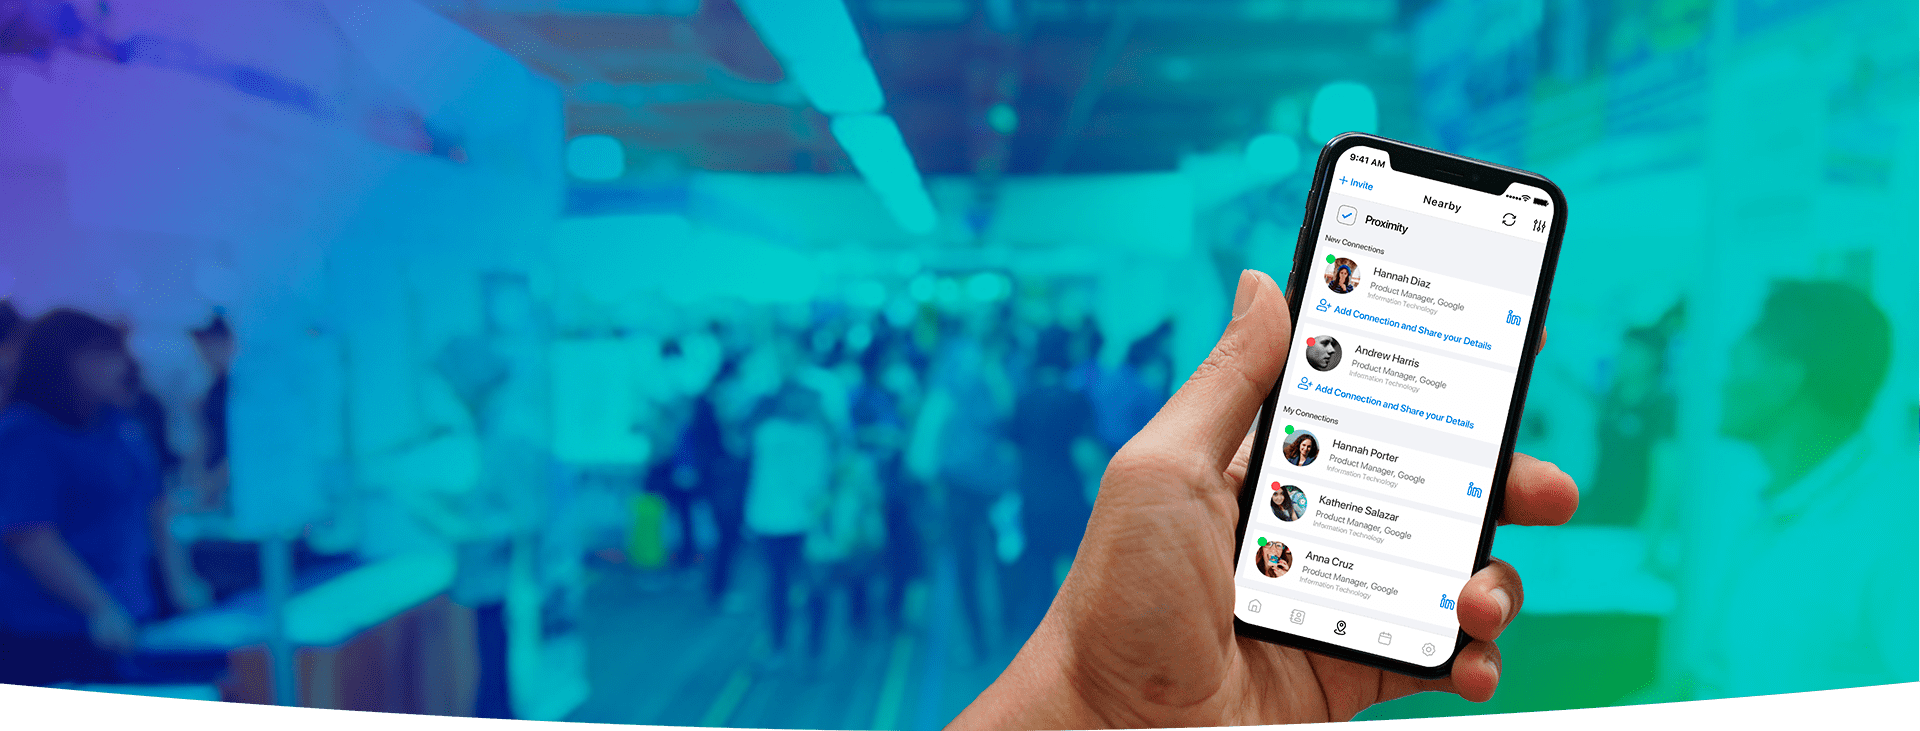 9:41 AM
+ Invite
Nearby
Proximity
New Connections
Hannah Diaz
Product Manager, Google
Information Technology
in
Add Connection and Share your Details
Andrew Harris
Product Manager, Google
Information Technology
Add Connection and Share your Details
My Connections
Hannah Porter
Product Manager, Google
Information Technology
in
Katherine Salazar
Product Manager, Google
Information Technology
Anna Cruz
Product Manager, Google
Information Technology
in